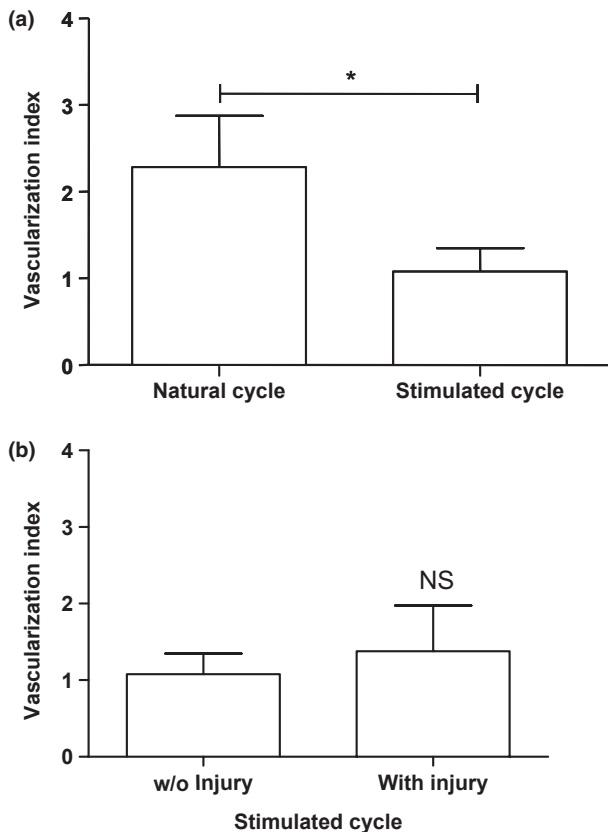 (a)
4
3
2
1
0
Vascularization index
*
Natural cycle
Stimulated cycle
(b)
4
3
2
1
0
Vascularization index
NS
w/o Injury
With injury
Stimulated cycle